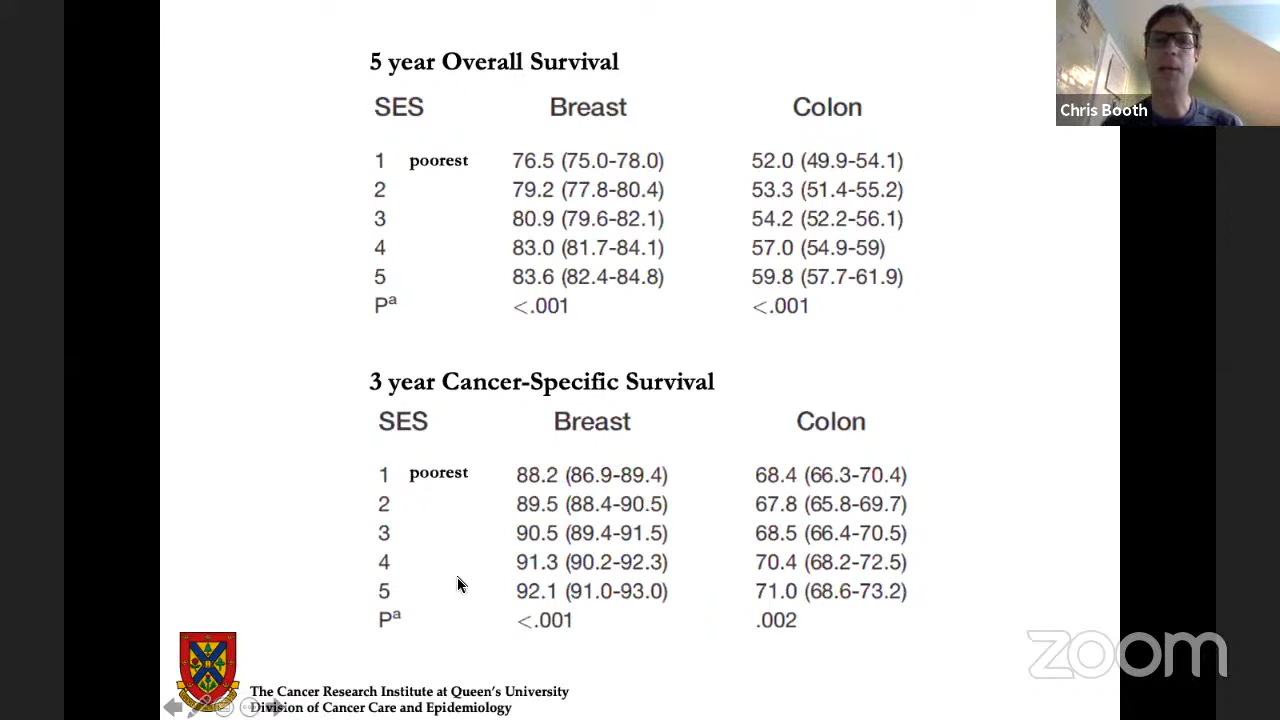 5 year Overall Survival
SES Breast Colon
1 poorest 76.5 (75.0-78.0) 52.0 (49.9-54.1)
2 79.2 (77.8-80.4) 53.3 (51.4-55.2)
3 80.9 (79.6-82.1) 54.2 (52.2-56.1)
4 83.0 (81.7-84.1) 57.0 (54.9-59)
5 83.6 (82.4-84.8) 59.8 (57.7-61.9)
Pa <.001 <.001
3 year Cancer-Specific Survival
SES Breast Colon
1 poorest 88.2 (86.9-89.4) 68.4 (66.3-70.4)
2 89.5 (88.4-90.5) 67.8 (65.8-69.7)
3 90.5 (89.4-91.5) 68.5 (66.4-70.5)
4 91.3 (90.2-92.3) 70.4 (68.2-72.5)
5 92.1 (91.0-93.0) 71.0 (68.6-73.2)
Pa <.001 .002
The Cancer Research Institute at Queen's University
Division of Cancer Care and Epidemiology
Chris Booth
zoom